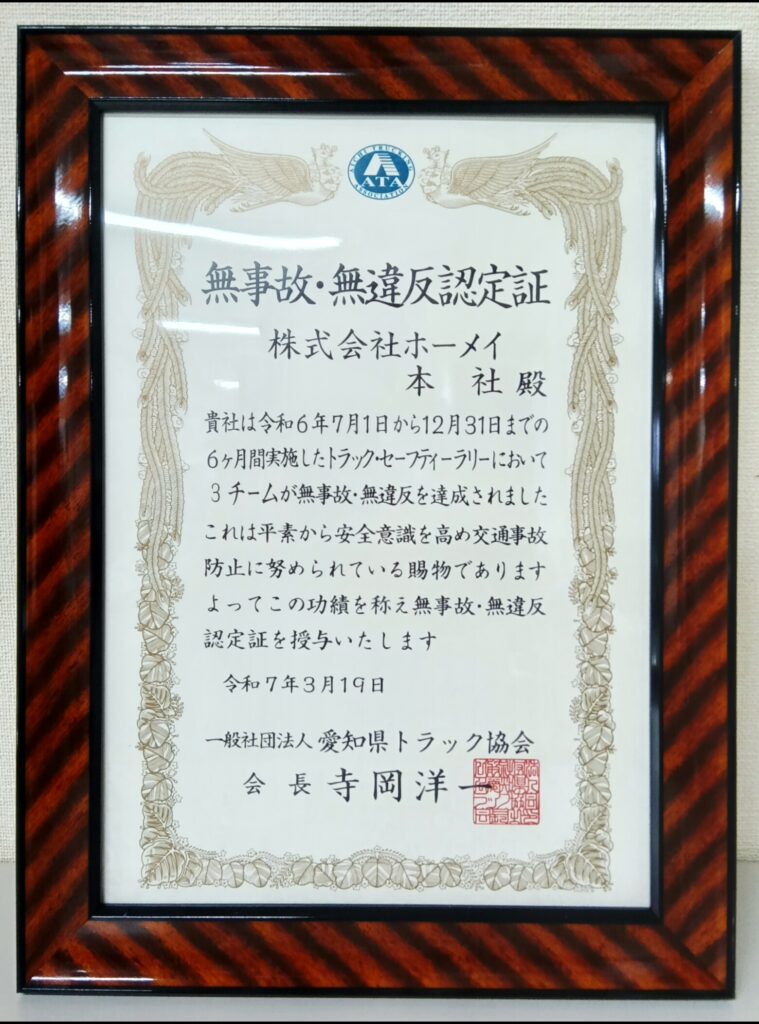 AICHI TRUCKING
ATA
ASSOCIATION
無事故・無違反認定証
株式会社ホーメイ
本社殿
貴社は令和6年7月1日から12月31日までの
6ヶ月間実施したトラック・セーフティーラリーにおいて
3チームが無事故・無違反を達成されました
これは平素から安全意識を高め交通事故
防止に努められている賜物であります
よってこの功績を称え無事故・無違反
認定証を授与いたします
令和7年3月19日
一般社団法人 愛知県トラック協会
会長 寺岡洋一